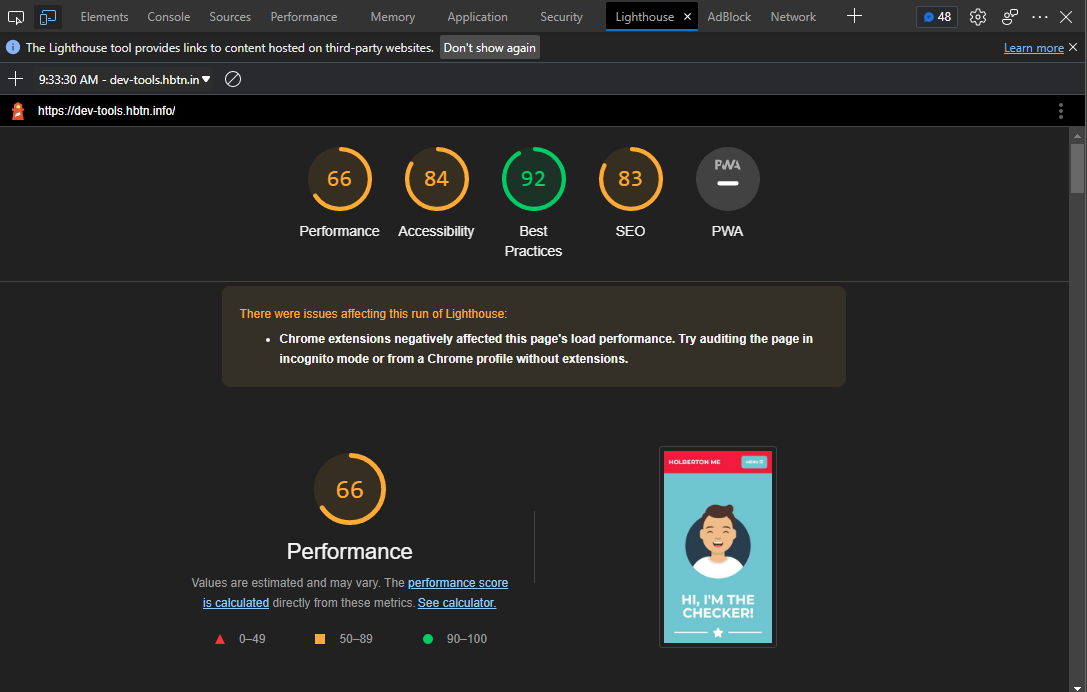 Elements Console Sources Performance Memory Application Security Lighthouse AdBlock Network 48
The Lighthouse tool provides links to content hosted on third-party websites. Don't show again Learn more
9:33:30 AM - dev-tools.hbtn.in
https://dev-tools.hbtn.info/
66 84 92 83 PWA
Performance Accessibility Best SEO PWA
Practices
There were issues affecting this run of Lighthouse:
Chrome extensions negatively affected this page's load performance. Try auditing the page in
incognito mode or from a Chrome profile without extensions.
66
Performance
Values are estimated and may vary. The performance score
is calculated directly from these metrics. See calculator.
0–49 50–89 90–100
HOLBERTON ME
HI, I'M THE
CHECKER!